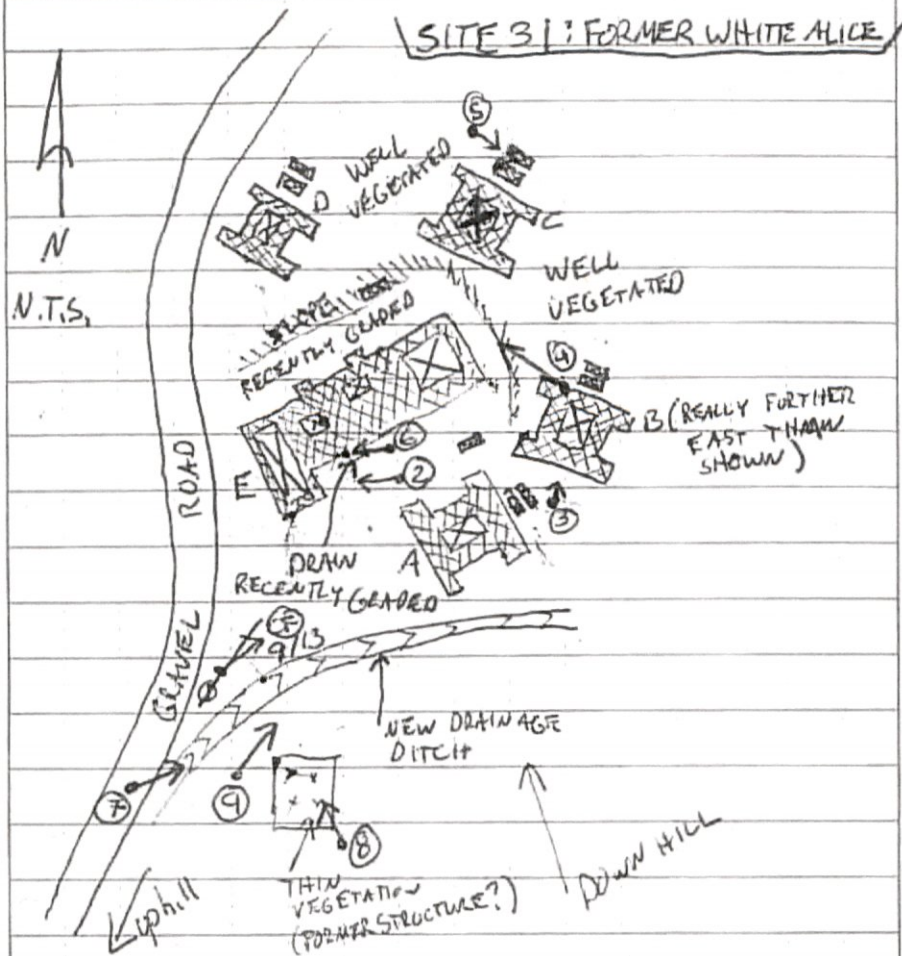 SITE 31: FORMER WHITE ALICE
N
N.T.S.
5
WELL
VEGETATED
D
C
WELL
VEGETATED
SLOPE
RECENTLY GRADED
4
B (REALLY FURTHER
EAST THAN
SHOWN)
6
2
E
3
A
DRAIN
RECENTLY GRADED
GRAVEL ROAD
9/13
NEW DRAINAGE
DITCH
7
9
8
THIN
VEGETATION
(FORMER STRUCTURE?)
DOWN HILL
uphill